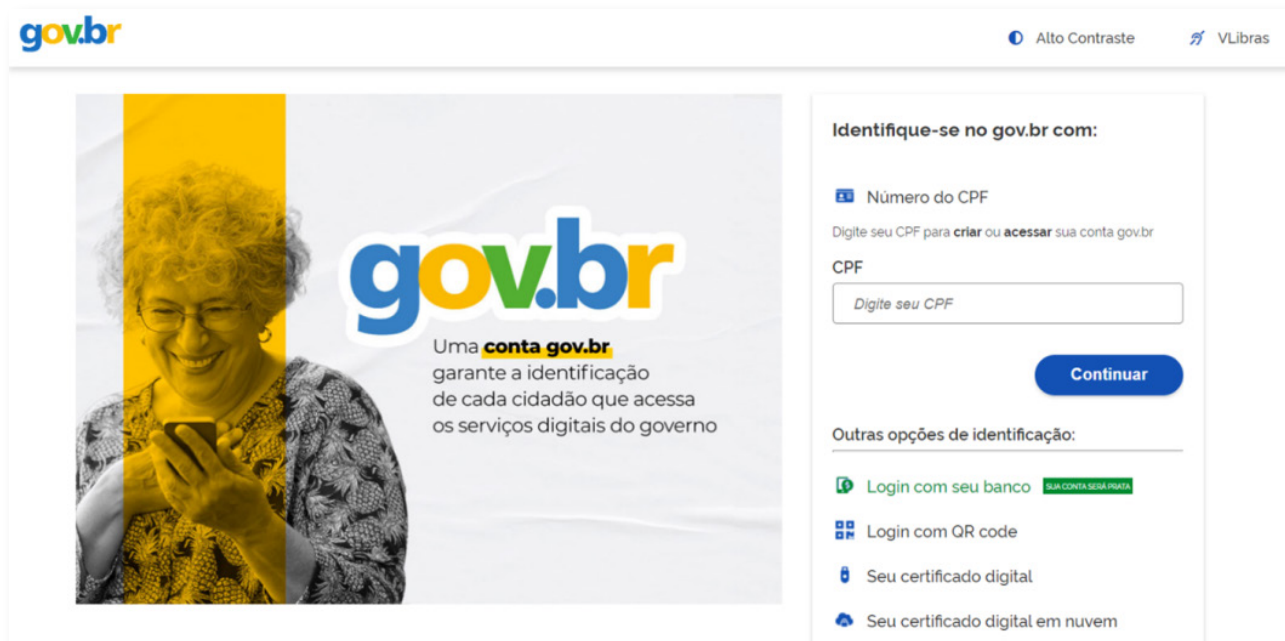 gov.br
Alto Contraste
VLibras
gov.br
Uma conta gov.br
garante a identificação
de cada cidadão que acessa
os serviços digitais do governo
Identifique-se no gov.br com:
Número do CPF
Digite seu CPF para criar ou acessar sua conta gov.br
CPF
Digite seu CPF
Continuar
Outras opções de identificação:
Login com seu banco SUA CONTA SERÁ PRATA
Login com QR code
Seu certificado digital
Seu certificado digital em nuvem